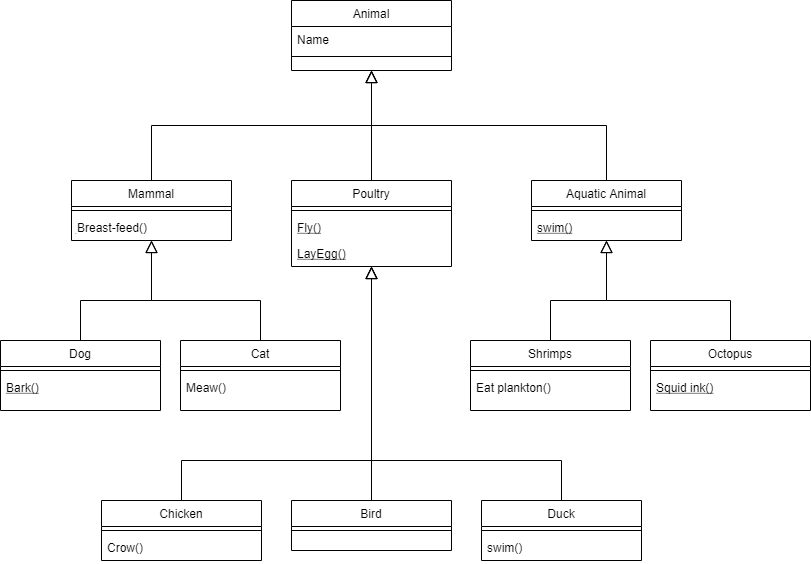 Animal
Name
Mammal
Poultry
Aquatic Animal
Breast-feed()
Fly()
LayEgg()
swim()
Dog
Cat
Shrimps
Octopus
Bark()
Meaw()
Eat plankton()
Squid ink()
Chicken
Bird
Duck
Crow()
swim()